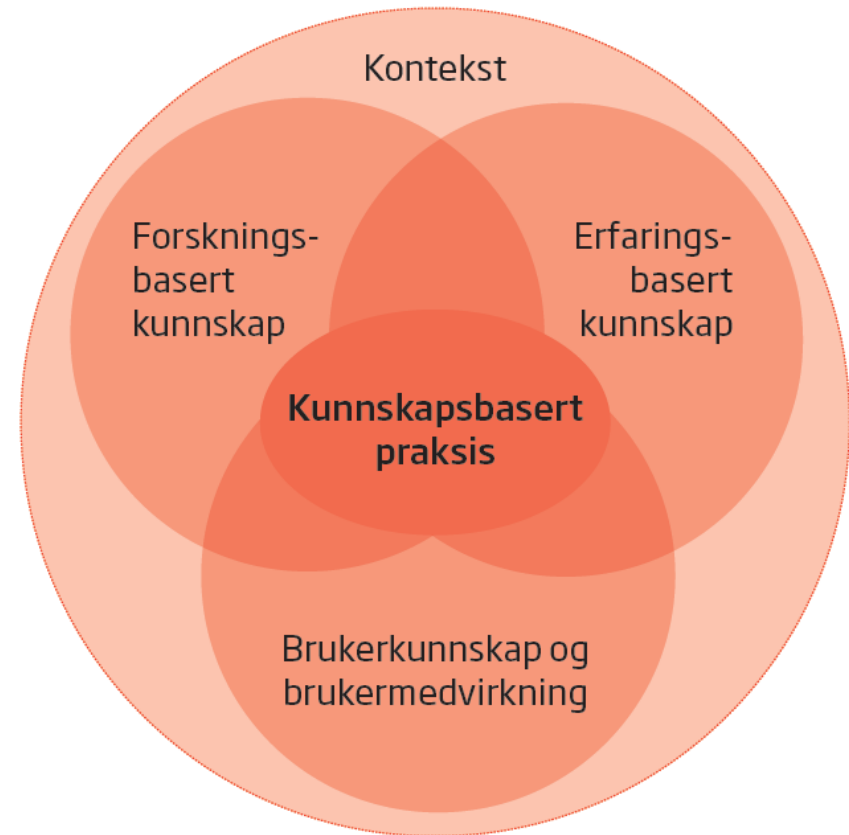 Kontekst
Forsknings-
basert
kunnskap
Erfarings-
basert
kunnskap
Kunnskapsbasert
praksis
Brukerkunnskap og
brukermedvirkning